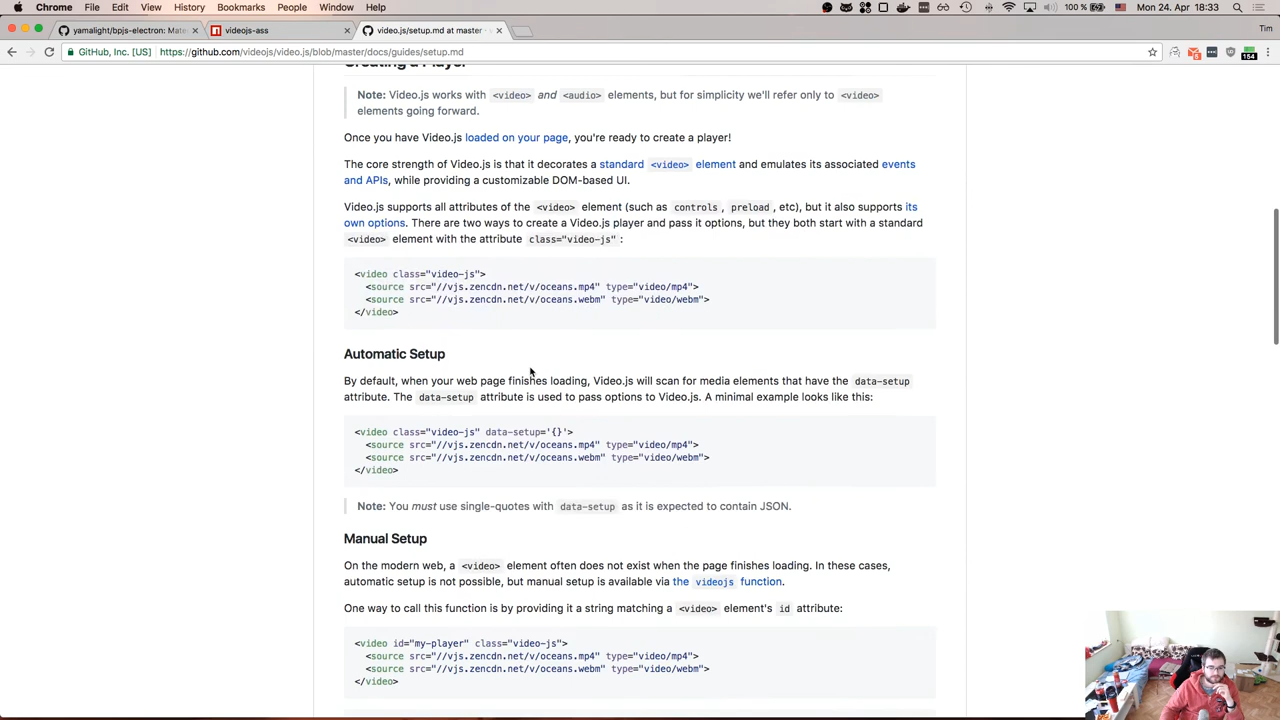 Chrome File Edit View History Bookmarks People Window Help
100 % Mon 24. Apr 18:33
yamalight/bpjs-electron: Mate
videojs-ass
video.js/setup.md at master ·
Tim
GitHub, Inc. [US] https://github.com/videojs/video.js/blob/master/docs/guides/setup.md
154
Creating a Player
Note: Video.js works with <video> and <audio> elements, but for simplicity we'll refer only to <video>
elements going forward.
Once you have Video.js loaded on your page, you're ready to create a player!
The core strength of Video.js is that it decorates a standard <video> element and emulates its associated events
and APIs, while providing a customizable DOM-based UI.
Video.js supports all attributes of the <video> element (such as controls, preload, etc), but it also supports its
own options. There are two ways to create a Video.js player and pass it options, but they both start with a standard
<video> element with the attribute class="video-js":
<video class="video-js">
<source src="//vjs.zencdn.net/v/oceans.mp4" type="video/mp4">
<source src="//vjs.zencdn.net/v/oceans.webm" type="video/webm">
</video>
Automatic Setup
By default, when your web page finishes loading, Video.js will scan for media elements that have the data-setup
attribute. The data-setup attribute is used to pass options to Video.js. A minimal example looks like this:
<video class="video-js" data-setup='{}'>
<source src="//vjs.zencdn.net/v/oceans.mp4" type="video/mp4">
<source src="//vjs.zencdn.net/v/oceans.webm" type="video/webm">
</video>
Note: You must use single-quotes with data-setup as it is expected to contain JSON.
Manual Setup
On the modern web, a <video> element often does not exist when the page finishes loading. In these cases,
automatic setup is not possible, but manual setup is available via the videojs function.
One way to call this function is by providing it a string matching a <video> element's id attribute:
<video id="my-player" class="video-js">
<source src="//vjs.zencdn.net/v/oceans.mp4" type="video/mp4">
<source src="//vjs.zencdn.net/v/oceans.webm" type="video/webm">
</video>